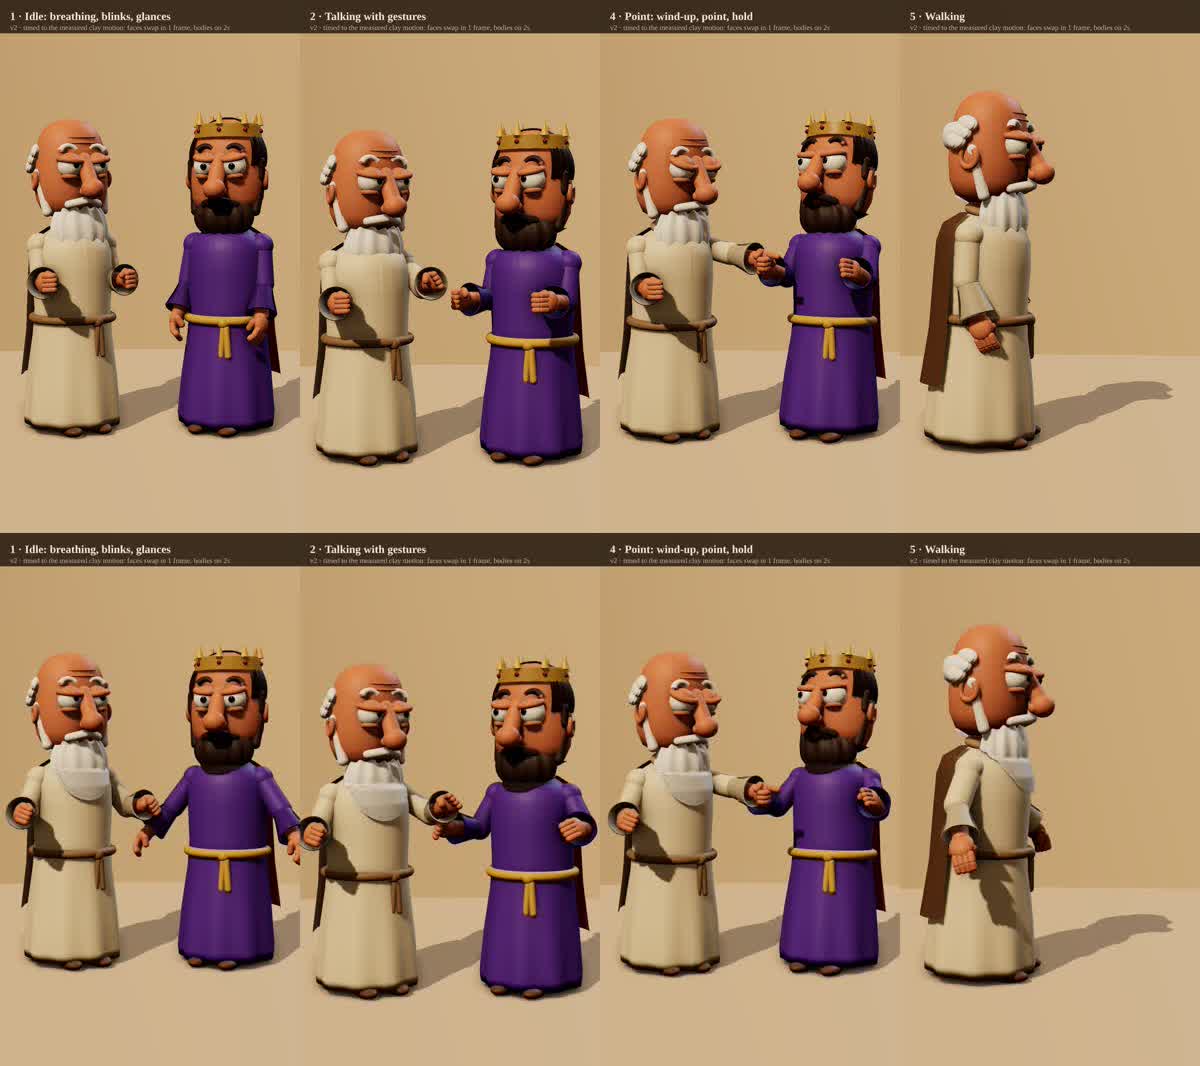 1 · Idle: breathing, blinks, glances
v2 · timed to the measured clay motion: faces swap in 1 frame, bodies on 2s
2 · Talking with gestures
v2 · timed to the measured clay motion: faces swap in 1 frame, bodies on 2s
4 · Point: wind-up, point, hold
v2 · timed to the measured clay motion: faces swap in 1 frame, bodies on 2s
5 · Walking
v2 · timed to the measured clay motion: faces swap in 1 frame, bodies on 2s
1 · Idle: breathing, blinks, glances
v2 · timed to the measured clay motion: faces swap in 1 frame, bodies on 2s
2 · Talking with gestures
v2 · timed to the measured clay motion: faces swap in 1 frame, bodies on 2s
4 · Point: wind-up, point, hold
v2 · timed to the measured clay motion: faces swap in 1 frame, bodies on 2s
5 · Walking
v2 · timed to the measured clay motion: faces swap in 1 frame, bodies on 2s